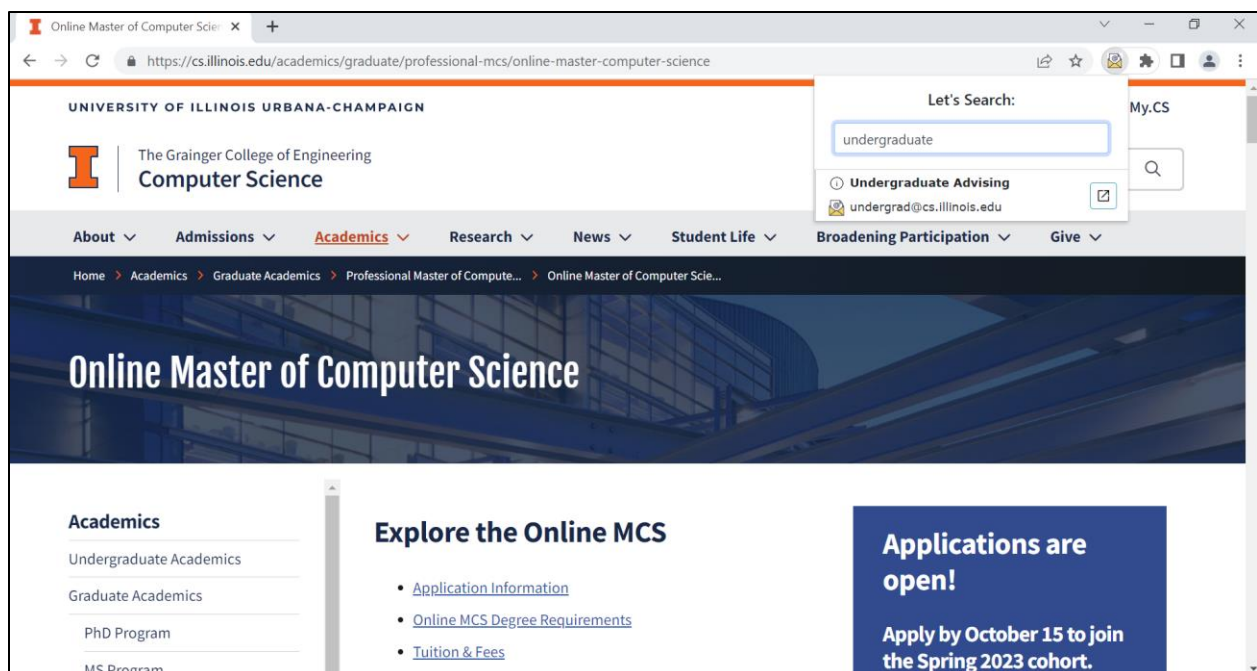 Online Master of Computer Scien
https://cs.illinois.edu/academics/graduate/professional-mcs/online-master-computer-science
UNIVERSITY OF ILLINOIS URBANA-CHAMPAIGN
My.CS
The Grainger College of Engineering
Computer Science
Let's Search:
undergraduate
Undergraduate Advising
undergrad@cs.illinois.edu
About Admissions Academics Research News Student Life Broadening Participation Give
Home > Academics > Graduate Academics > Professional Master of Compute... > Online Master of Computer Scie...
Online Master of Computer Science
Academics
Undergraduate Academics
Graduate Academics
PhD Program
MS Program
Explore the Online MCS
• Application Information
• Online MCS Degree Requirements
• Tuition & Fees
Applications are
open!
Apply by October 15 to join
the Spring 2023 cohort.